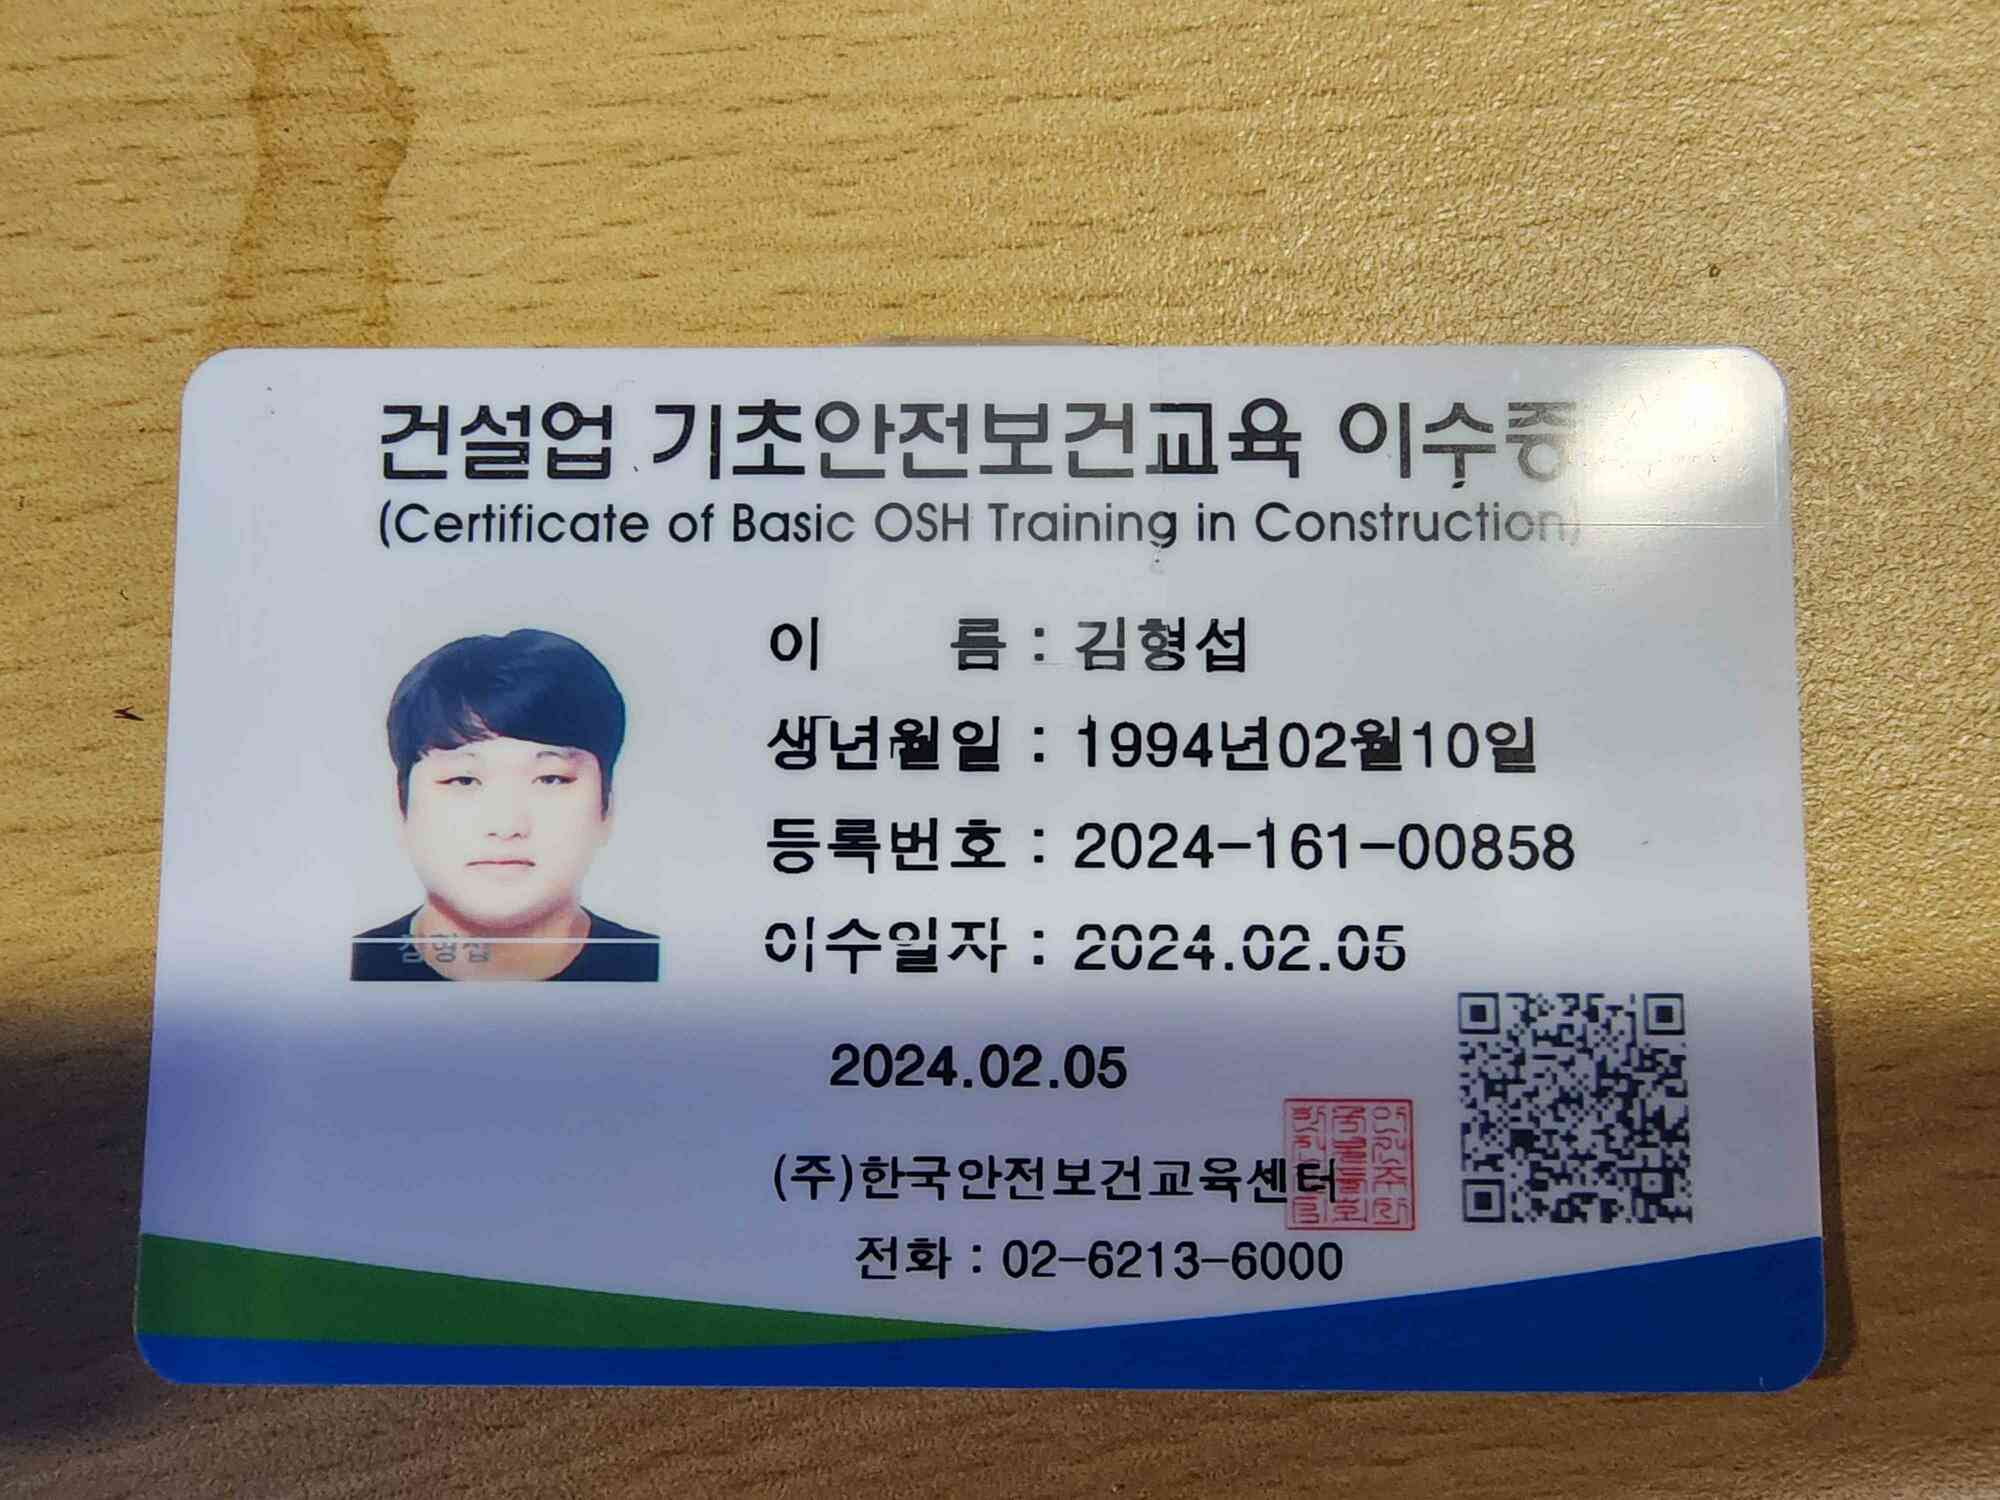 건설업 기초안전보건교육 이수증
(Certificate of Basic OSH Training in Construction)
이 름 : 김형섭
생년월일 : 1994년02월10일
등록번호 : 2024-161-00858
이수일자 : 2024.02.05
김형섭
2024.02.05
(주)한국안전보건교육센터
전화 : 02-6213-6000